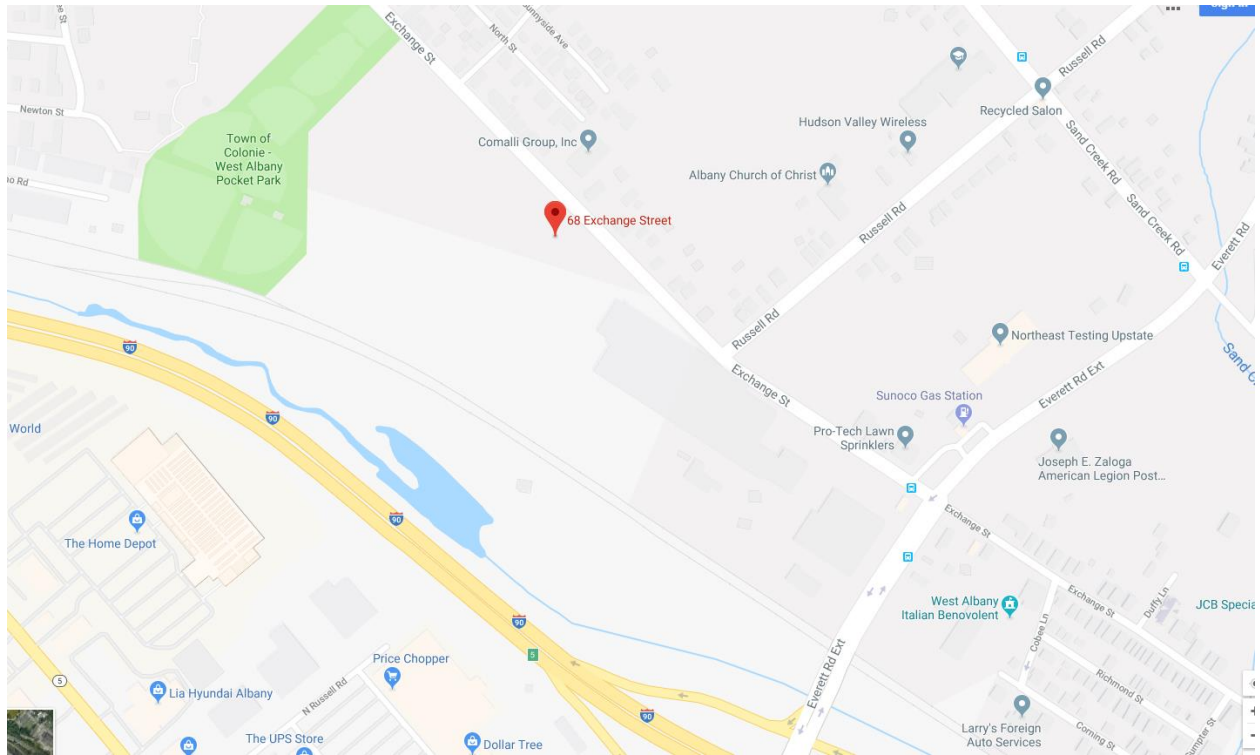 Sign in
Exchange St
Sunnyside Ave
North St
Newton St
Town of
Colonie -
West Albany
Pocket Park
Comalli Group, Inc
Hudson Valley Wireless
Recycled Salon
Russell Rd
Albany Church of Christ
68 Exchange Street
Russell Rd
Sand Creek Rd
Sand Creek Rd
Everett Rd
Russell Rd
Exchange St
Northeast Testing Upstate
Everett Rd Ext
Sunoco Gas Station
Pro-Tech Lawn
Sprinklers
Joseph E. Zaloga
American Legion Post...
90
90
90
90
90
World
The Home Depot
Exchange St
Exchange St
West Albany
Italian Benovolent
Cobee Ln
Duffy Ln
JCB Specia
Richmond St
Corning St
Everett Rd Ext
Larry's Foreign
Auto Services
5
5
Price Chopper
N Russell Rd
Lia Hyundai Albany
The UPS Store
Dollar Tree